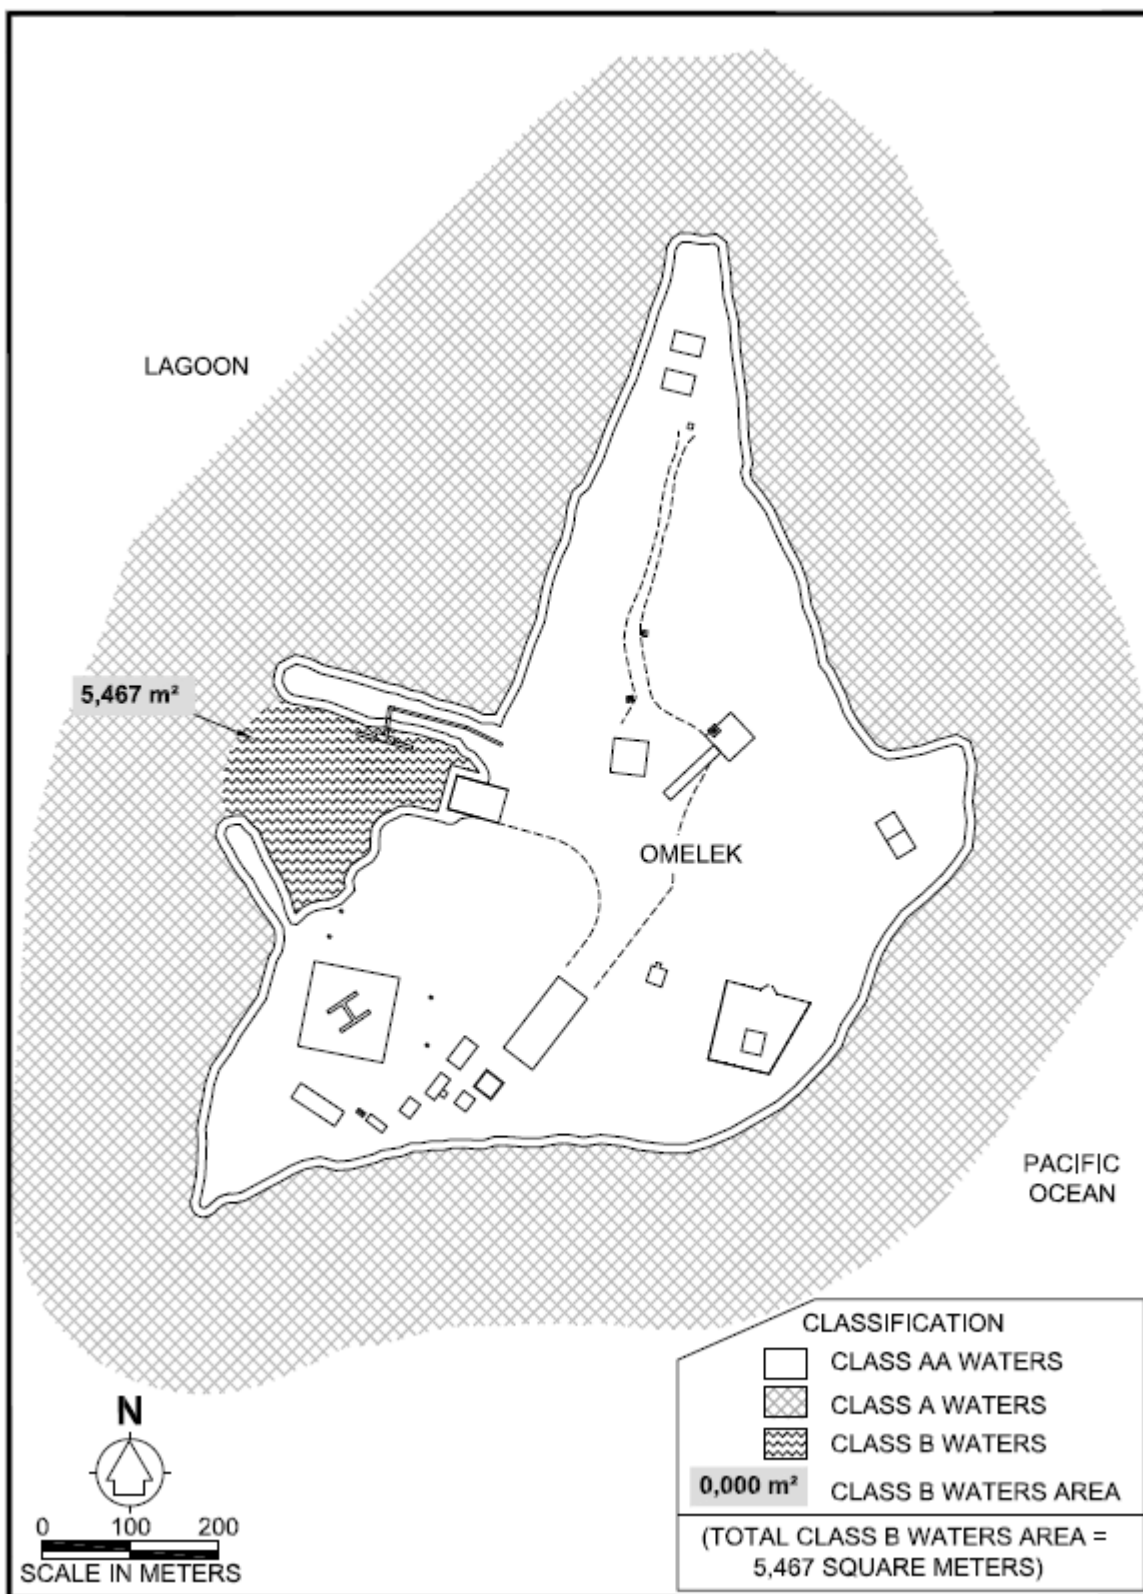 LAGOON
5,467 m²
OMELEK
H
PACIFIC
OCEAN
N
0 100 200
SCALE IN METERS
CLASSIFICATION
CLASS AA WATERS
CLASS A WATERS
CLASS B WATERS
0,000 m² CLASS B WATERS AREA
(TOTAL CLASS B WATERS AREA =
5,467 SQUARE METERS)